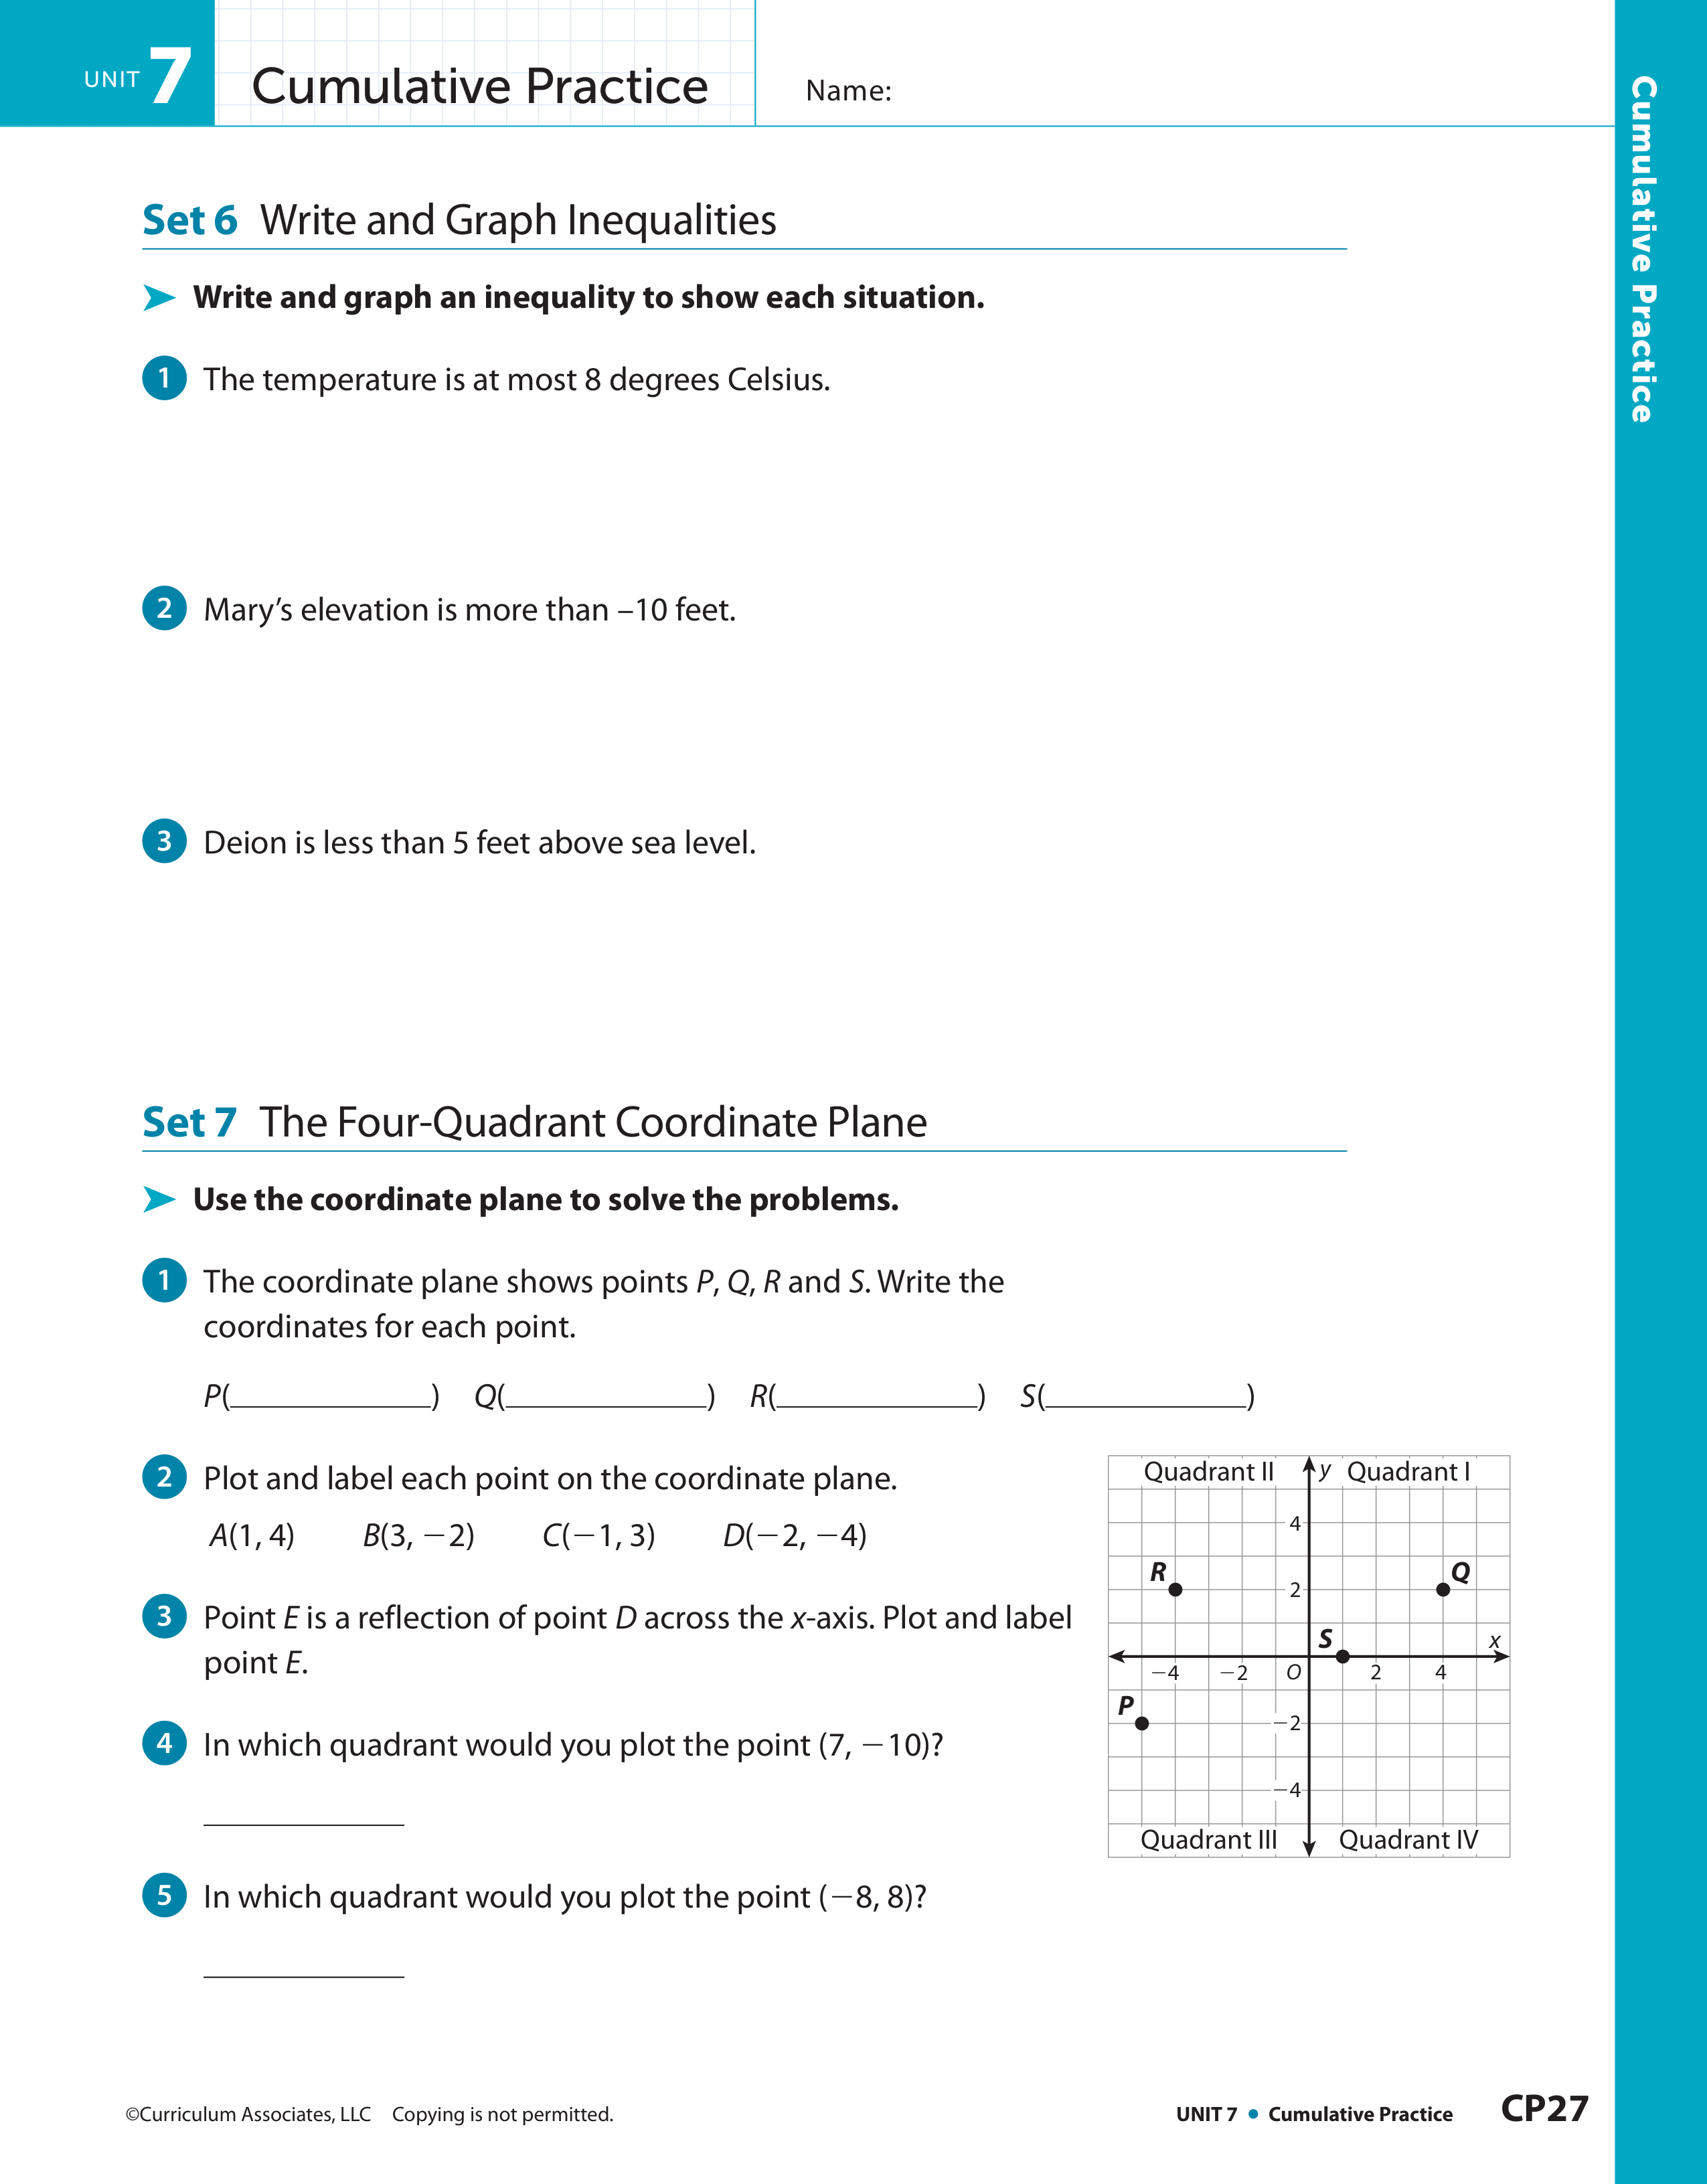 UNIT 7 Cumulative Practice Name:
Cumulative Practice
Set 6 Write and Graph Inequalities
Write and graph an inequality to show each situation.
1 The temperature is at most 8 degrees Celsius.
2 Mary’s elevation is more than –10 feet.
3 Deion is less than 5 feet above sea level.
Set 7 The Four-Quadrant Coordinate Plane
Use the coordinate plane to solve the problems.
1 The coordinate plane shows points P, Q, R and S. Write the
coordinates for each point.
P(____________) Q(____________) R(____________) S(____________)
2 Plot and label each point on the coordinate plane.
A(1, 4) B(3, −2) C(−1, 3) D(−2, −4)
3 Point E is a reflection of point D across the x-axis. Plot and label
point E.
4 In which quadrant would you plot the point (7, −10)?
5 In which quadrant would you plot the point (−8, 8)?
Quadrant II y Quadrant I
4
R Q
2
S x
−4 −2 O 2 4
P
−2
−4
Quadrant III Quadrant IV
©Curriculum Associates, LLC Copying is not permitted.
UNIT 7 • Cumulative Practice CP27